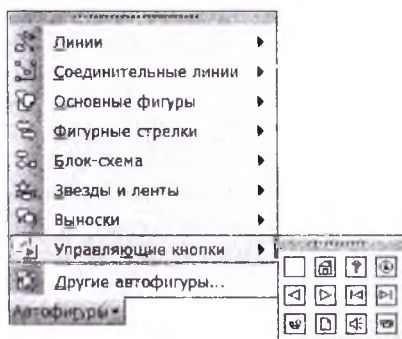 Линии
Соединительные линии
Основные фигуры
Фигурные стрелки
Блок-схема
Звезды и ленты
Выноски
Управляющие кнопки
Другие автофигуры...
Автофигуры